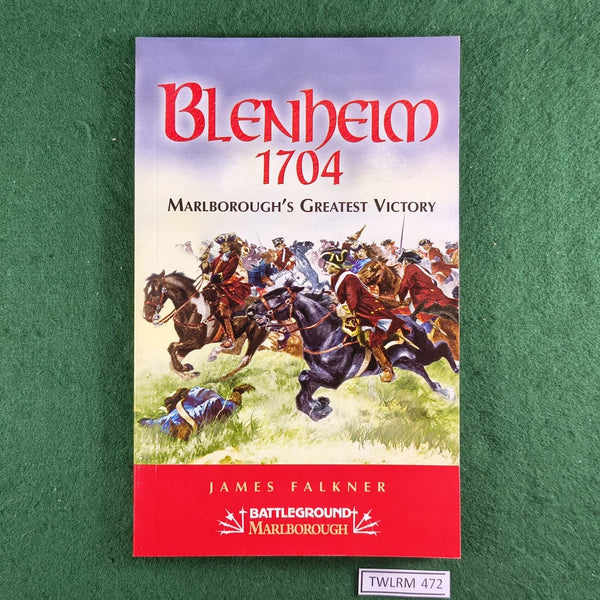 BLENHEIM
1704
MARLBOROUGH'S GREATEST VICTORY
JAMES FALKNER
BATTLEGROUND
MARLBOROUGH
TWLRM 472